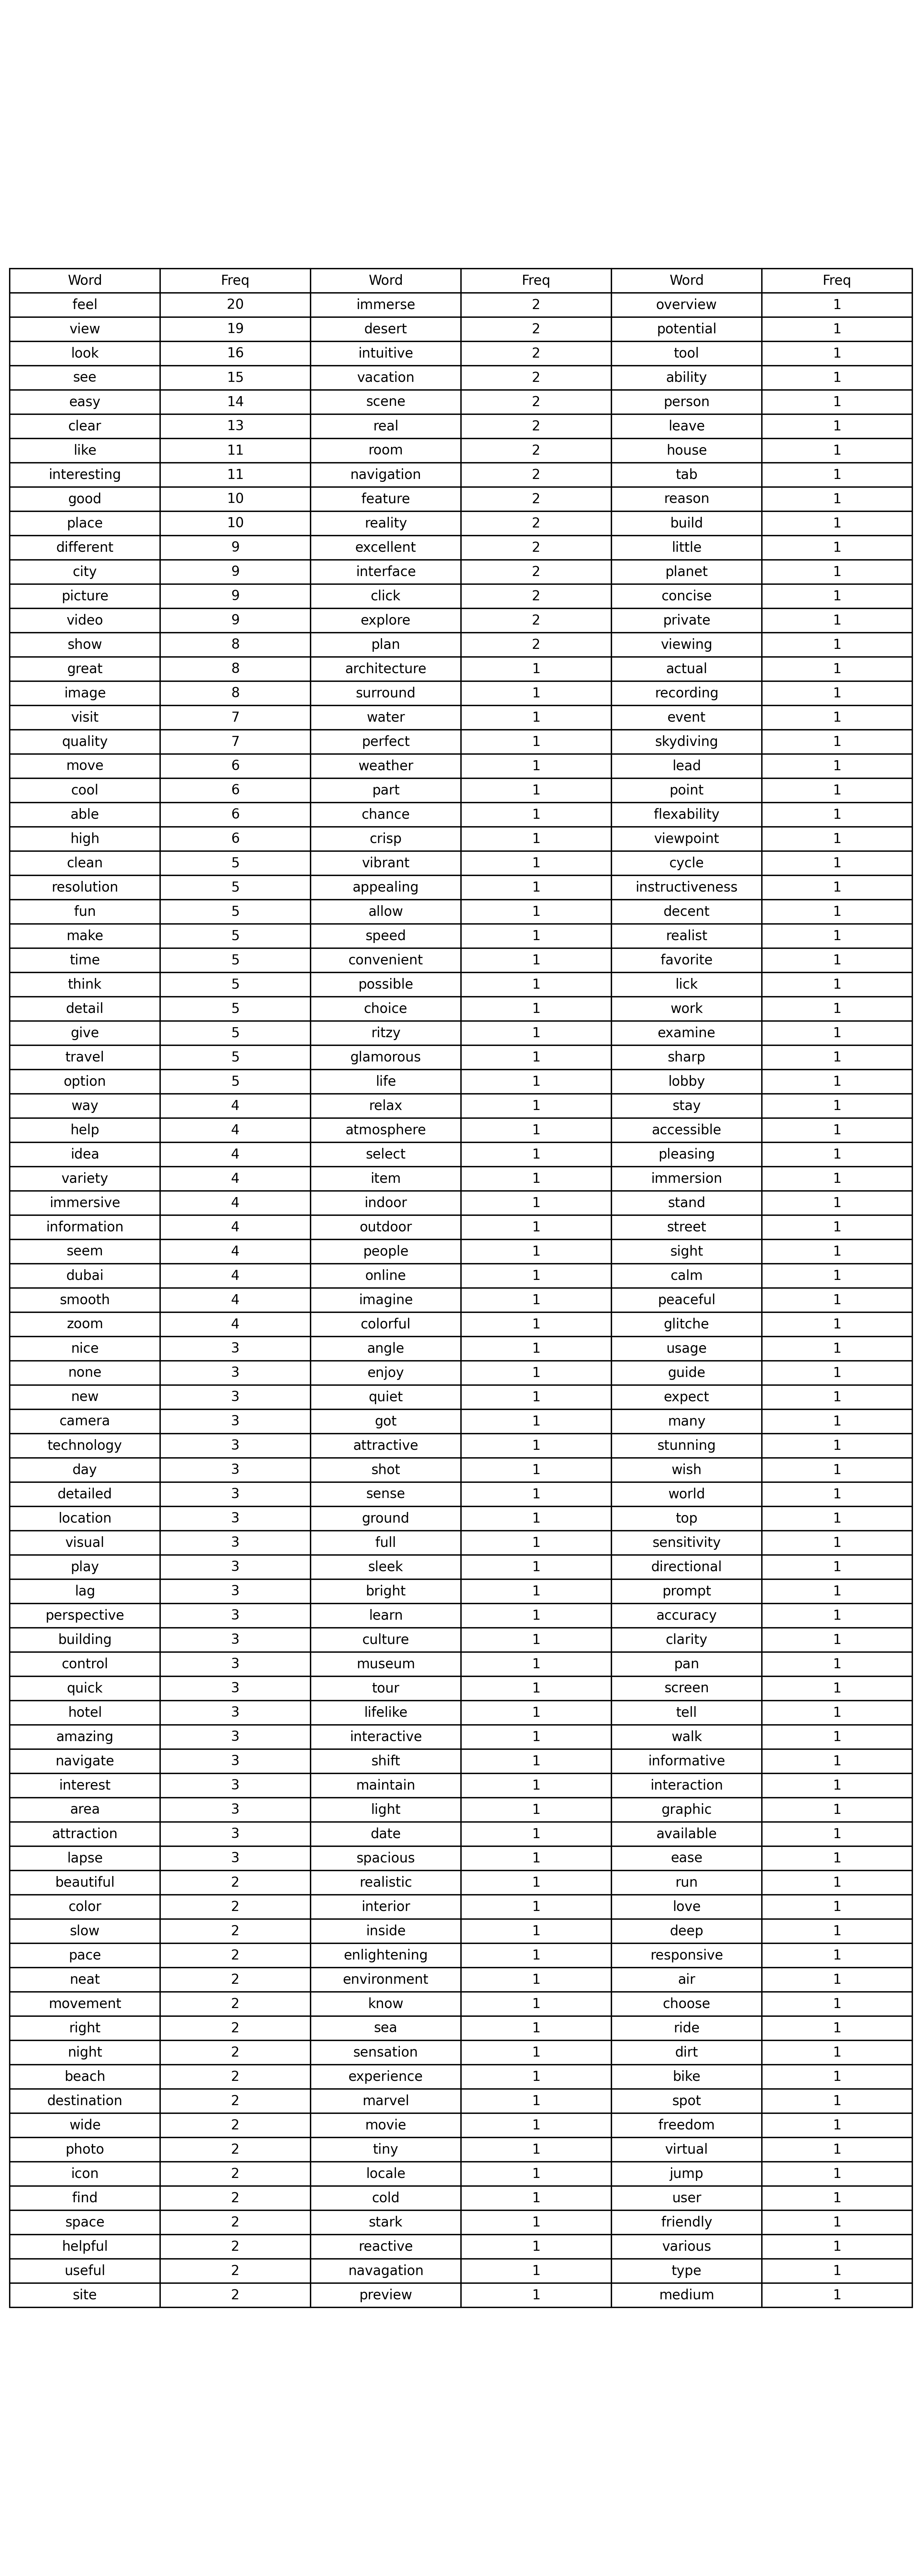 Word Freq Word Freq Word Freq
feel 20 immerse 2 overview 1
view 19 desert 2 potential 1
look 16 intuitive 2 tool 1
see 15 vacation 2 ability 1
easy 14 scene 2 person 1
clear 13 real 2 leave 1
like 11 room 2 house 1
interesting 11 navigation 2 tab 1
good 10 feature 2 reason 1
place 10 reality 2 build 1
different 9 excellent 2 little 1
city 9 interface 2 planet 1
picture 9 click 2 concise 1
video 9 explore 2 private 1
show 8 plan 2 viewing 1
great 8 architecture 1 actual 1
image 8 surround 1 recording 1
visit 7 water 1 event 1
quality 7 perfect 1 skydiving 1
move 6 weather 1 lead 1
cool 6 part 1 point 1
able 6 chance 1 flexability 1
high 6 crisp 1 viewpoint 1
clean 5 vibrant 1 cycle 1
resolution 5 appealing 1 instructiveness 1
fun 5 allow 1 decent 1
make 5 speed 1 realist 1
time 5 convenient 1 favorite 1
think 5 possible 1 lick 1
detail 5 choice 1 work 1
give 5 ritzy 1 examine 1
travel 5 glamorous 1 sharp 1
option 5 life 1 lobby 1
way 4 relax 1 stay 1
help 4 atmosphere 1 accessible 1
idea 4 select 1 pleasing 1
variety 4 item 1 immersion 1
immersive 4 indoor 1 stand 1
information 4 outdoor 1 street 1
seem 4 people 1 sight 1
dubai 4 online 1 calm 1
smooth 4 imagine 1 peaceful 1
zoom 4 colorful 1 glitche 1
nice 3 angle 1 usage 1
none 3 enjoy 1 guide 1
new 3 quiet 1 expect 1
camera 3 got 1 many 1
technology 3 attractive 1 stunning 1
day 3 shot 1 wish 1
detailed 3 sense 1 world 1
location 3 ground 1 top 1
visual 3 full 1 sensitivity 1
play 3 sleek 1 directional 1
lag 3 bright 1 prompt 1
perspective 3 learn 1 accuracy 1
building 3 culture 1 clarity 1
control 3 museum 1 pan 1
quick 3 tour 1 screen 1
hotel 3 lifelike 1 tell 1
amazing 3 interactive 1 walk 1
navigate 3 shift 1 informative 1
interest 3 maintain 1 interaction 1
area 3 light 1 graphic 1
attraction 3 date 1 available 1
lapse 3 spacious 1 ease 1
beautiful 2 realistic 1 run 1
color 2 interior 1 love 1
slow 2 inside 1 deep 1
pace 2 enlightening 1 responsive 1
neat 2 environment 1 air 1
movement 2 know 1 choose 1
right 2 sea 1 ride 1
night 2 sensation 1 dirt 1
beach 2 experience 1 bike 1
destination 2 marvel 1 spot 1
wide 2 movie 1 freedom 1
photo 2 tiny 1 virtual 1
icon 2 locale 1 jump 1
find 2 cold 1 user 1
space 2 stark 1 friendly 1
helpful 2 reactive 1 various 1
useful 2 navagation 1 type 1
site 2 preview 1 medium 1